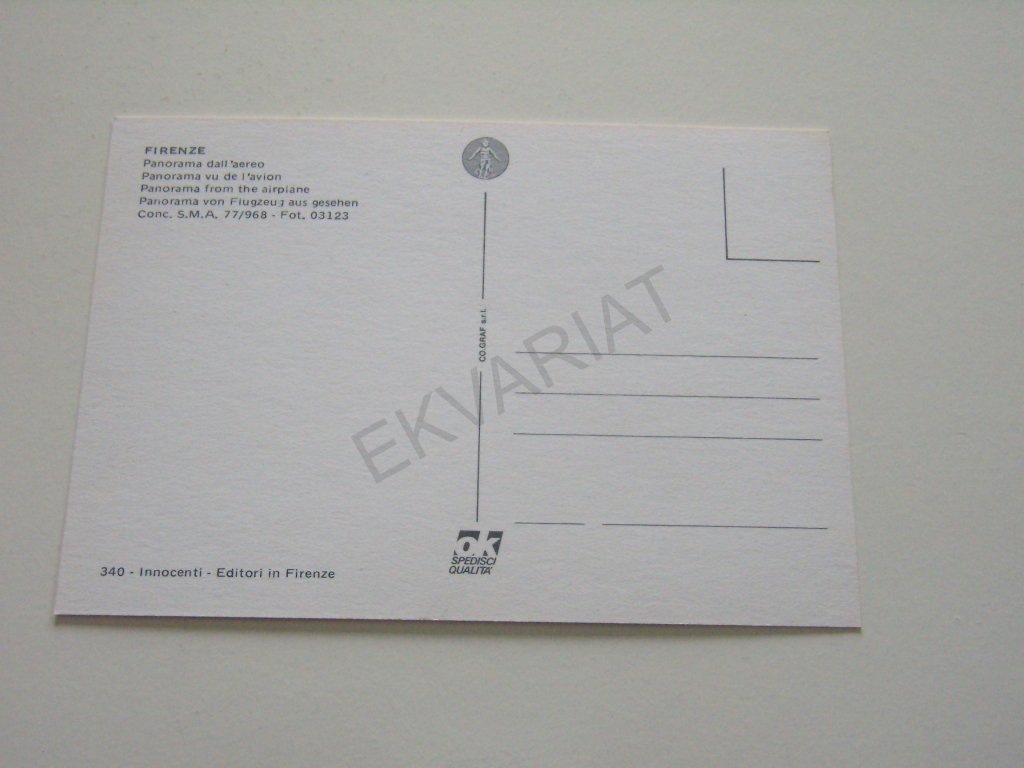 FIRENZE
Panorama dall'aereo
Panorama vu de l'avion
Panorama from the airplane
Panorama von Flugzeug aus gesehen
Conc. S.M.A. 77/968 - Fot. 03123
CO.GRAF s.r.l.
EKVARIAT
ok
SPEDISCI
QUALITA'
340 - Innocenti - Editori in Firenze